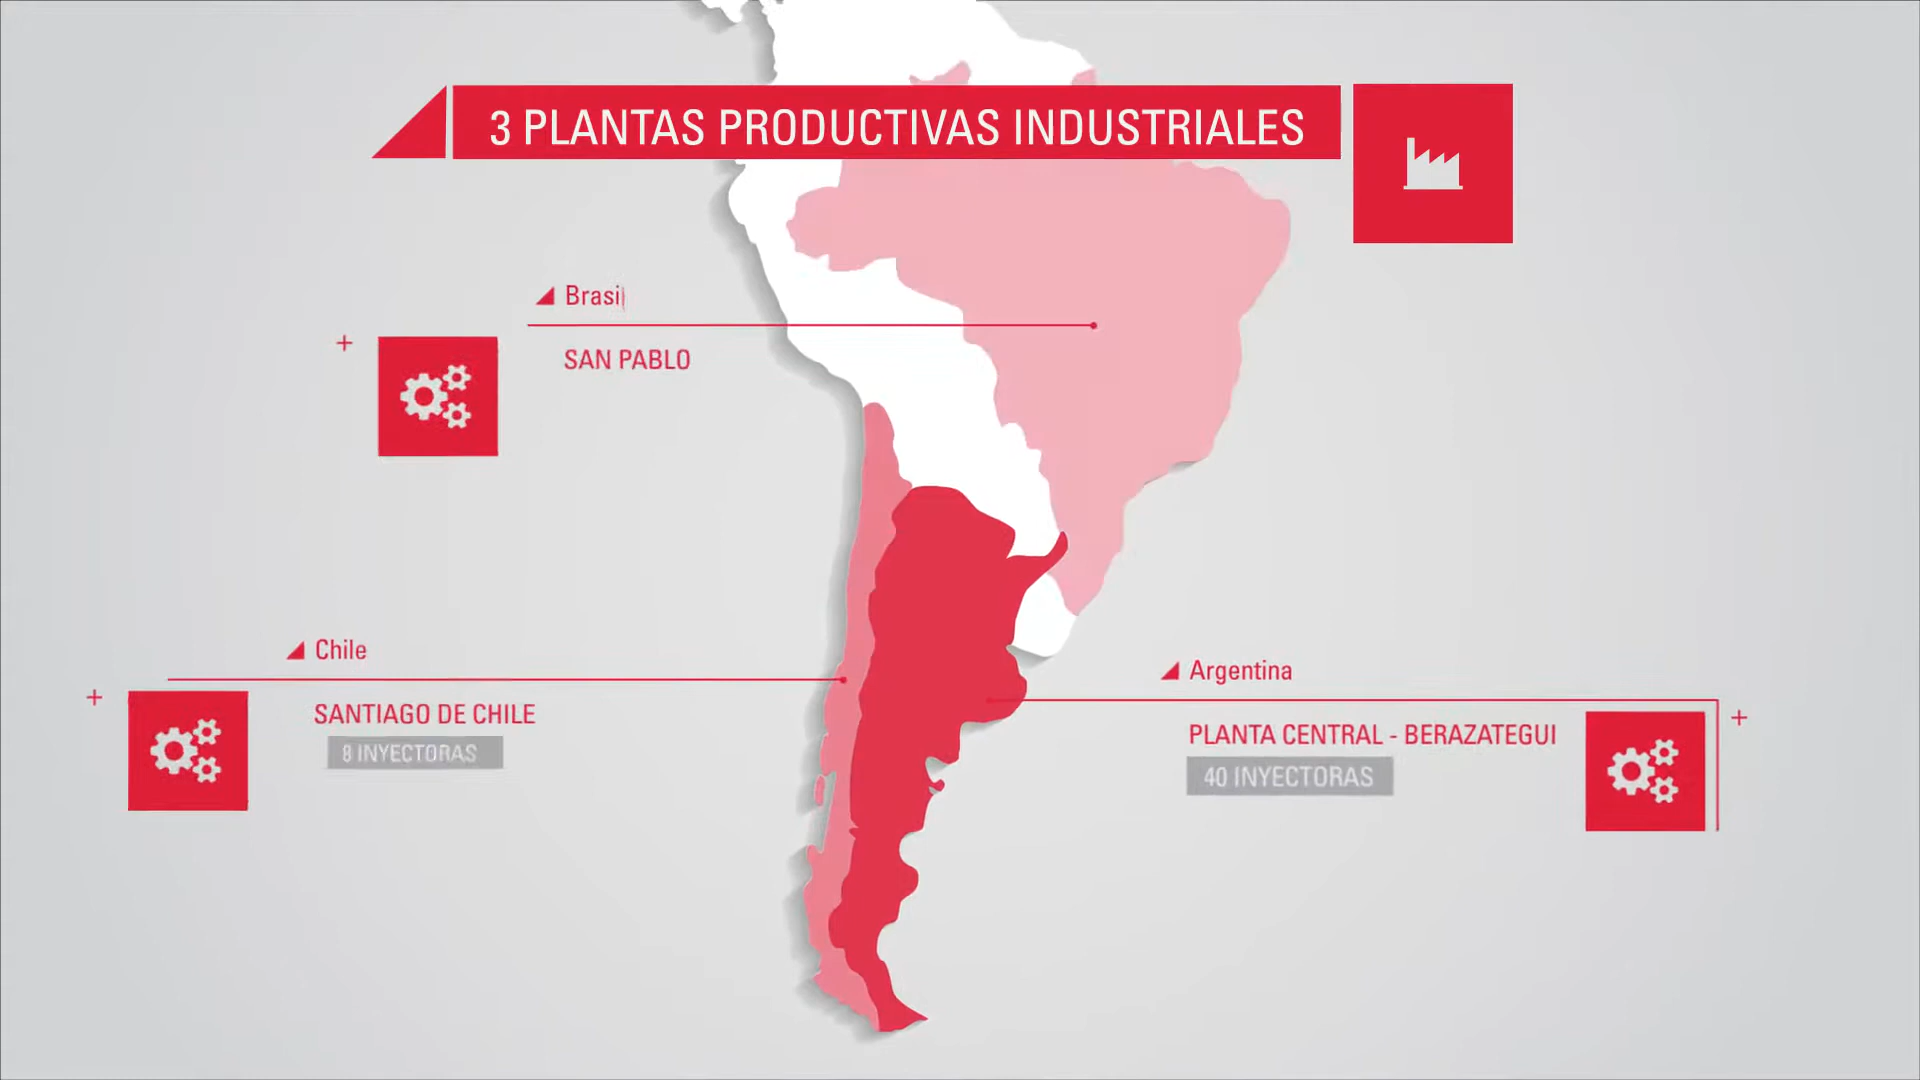 3 PLANTAS PRODUCTIVAS INDUSTRIALES
Brasi
SAN PABLO
Chile
SANTIAGO DE CHILE
8 INYECTORAS
Argentina
PLANTA CENTRAL - BERAZATEGUI
40 INYECTORAS